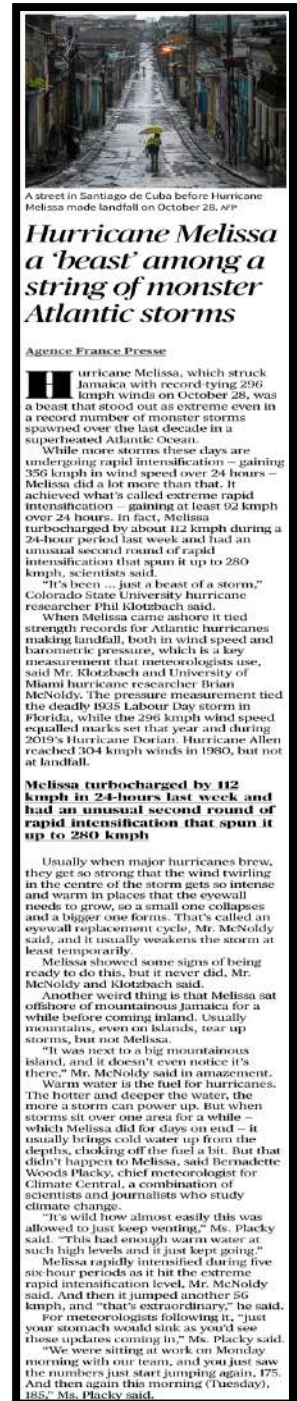 A street in Santiago de Cuba before Hurricane
Melissa made landfall on October 28. AFP
Hurricane Melissa
a ‘beast’ among a
string of monster
Atlantic storms
Agence France Presse
Hurricane Melissa, which struck
Jamaica with record-tying 296
kmph winds on October 28, was
a beast that stood out as extreme even in
a record number of monster storms
spawned over the last decade in a
superheated Atlantic Ocean.
While more storms these days are
undergoing rapid intensification — gaining
356 kmph in wind speed over 24 hours —
Melissa did a lot more than that. It
achieved what's called extreme rapid
intensification — gaining at least 92 kmph
over 24 hours. In fact, Melissa
turbocharged by about 112 kmph during a
24-hour period last week and had an
unusual second round of rapid
intensification that spun it up to 280
kmph, scientists said.
“It's been ... just a beast of a storm,”
Colorado State University hurricane
researcher Phil Klotzbach said.
When Melissa came ashore it tied
strength records for Atlantic hurricanes
making landfall, both in wind speed and
barometric pressure, which is a key
measurement that meteorologists use,
said Mr. Klotzbach and University of
Miami hurricane researcher Brian
McNoldy. The pressure measurement tied
the deadly 1935 Labour Day storm in
Florida, while the 296 kmph wind speed
equalled marks set that year and during
2019's Hurricane Dorian. Hurricane Allen
reached 304 kmph winds in 1980, but not
at landfall.
Melissa turbocharged by 112
kmph in 24-hours last week and
had an unusual second round of
rapid intensification that spun it
up to 280 kmph
Usually when major hurricanes brew,
they get so strong that the wind twirling
in the centre of the storm gets so intense
and warm in places that the eyewall
needs to grow, so a small one collapses
and a bigger one forms. That's called an
eyewall replacement cycle, Mr. McNoldy
said, and it usually weakens the storm at
least temporarily.
Melissa showed some signs of being
ready to do this, but it never did, Mr.
McNoldy and Klotzbach said.
Another weird thing is that Melissa sat
offshore of mountainous Jamaica for a
while before coming inland. Usually
mountains, even on islands, tear up
storms, but not Melissa.
“It was next to a big mountainous
island, and it doesn't even notice it's
there,” Mr. McNoldy said in amazement.
Warm water is the fuel for hurricanes.
The hotter and deeper the water, the
more a storm can power up. But when
storms sit over one area for a while —
which Melissa did for days on end — it
usually brings cold water up from the
depths, choking off the fuel a bit. But that
didn't happen to Melissa, said Bernadette
Woods Placky, chief meteorologist for
Climate Central, a combination of
scientists and journalists who study
climate change.
“It's wild how almost easily this was
allowed to just keep venting,” Ms. Placky
said. “This had enough warm water at
such high levels and it just kept going.”
Melissa rapidly intensified during five
six-hour periods as it hit the extreme
rapid intensification level, Mr. McNoldy
said. And then it jumped another 56
kmph, and “that's extraordinary,” he said.
For meteorologists following it, “just
your stomach would sink as you'd see
these updates coming in,” Ms. Placky said.
“We were sitting at work on Monday
morning with our team, and you just saw
the numbers just start jumping again, 175.
And then again this morning (Tuesday),
185,” Ms. Placky said.